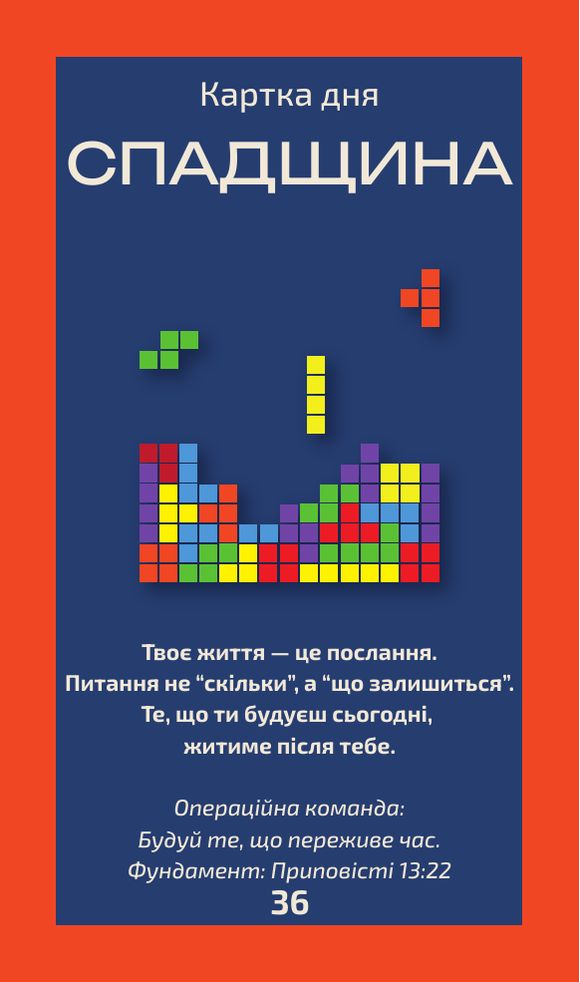 Картка дня
СПАДЩИНА
Твоє життя — це послання.
Питання не “скільки”, а “що залишиться”.
Те, що ти будуєш сьогодні,
житиме після тебе.
Операційна команда:
Будуй те, що переживе час.
Фундамент: Приповісті 13:22
36